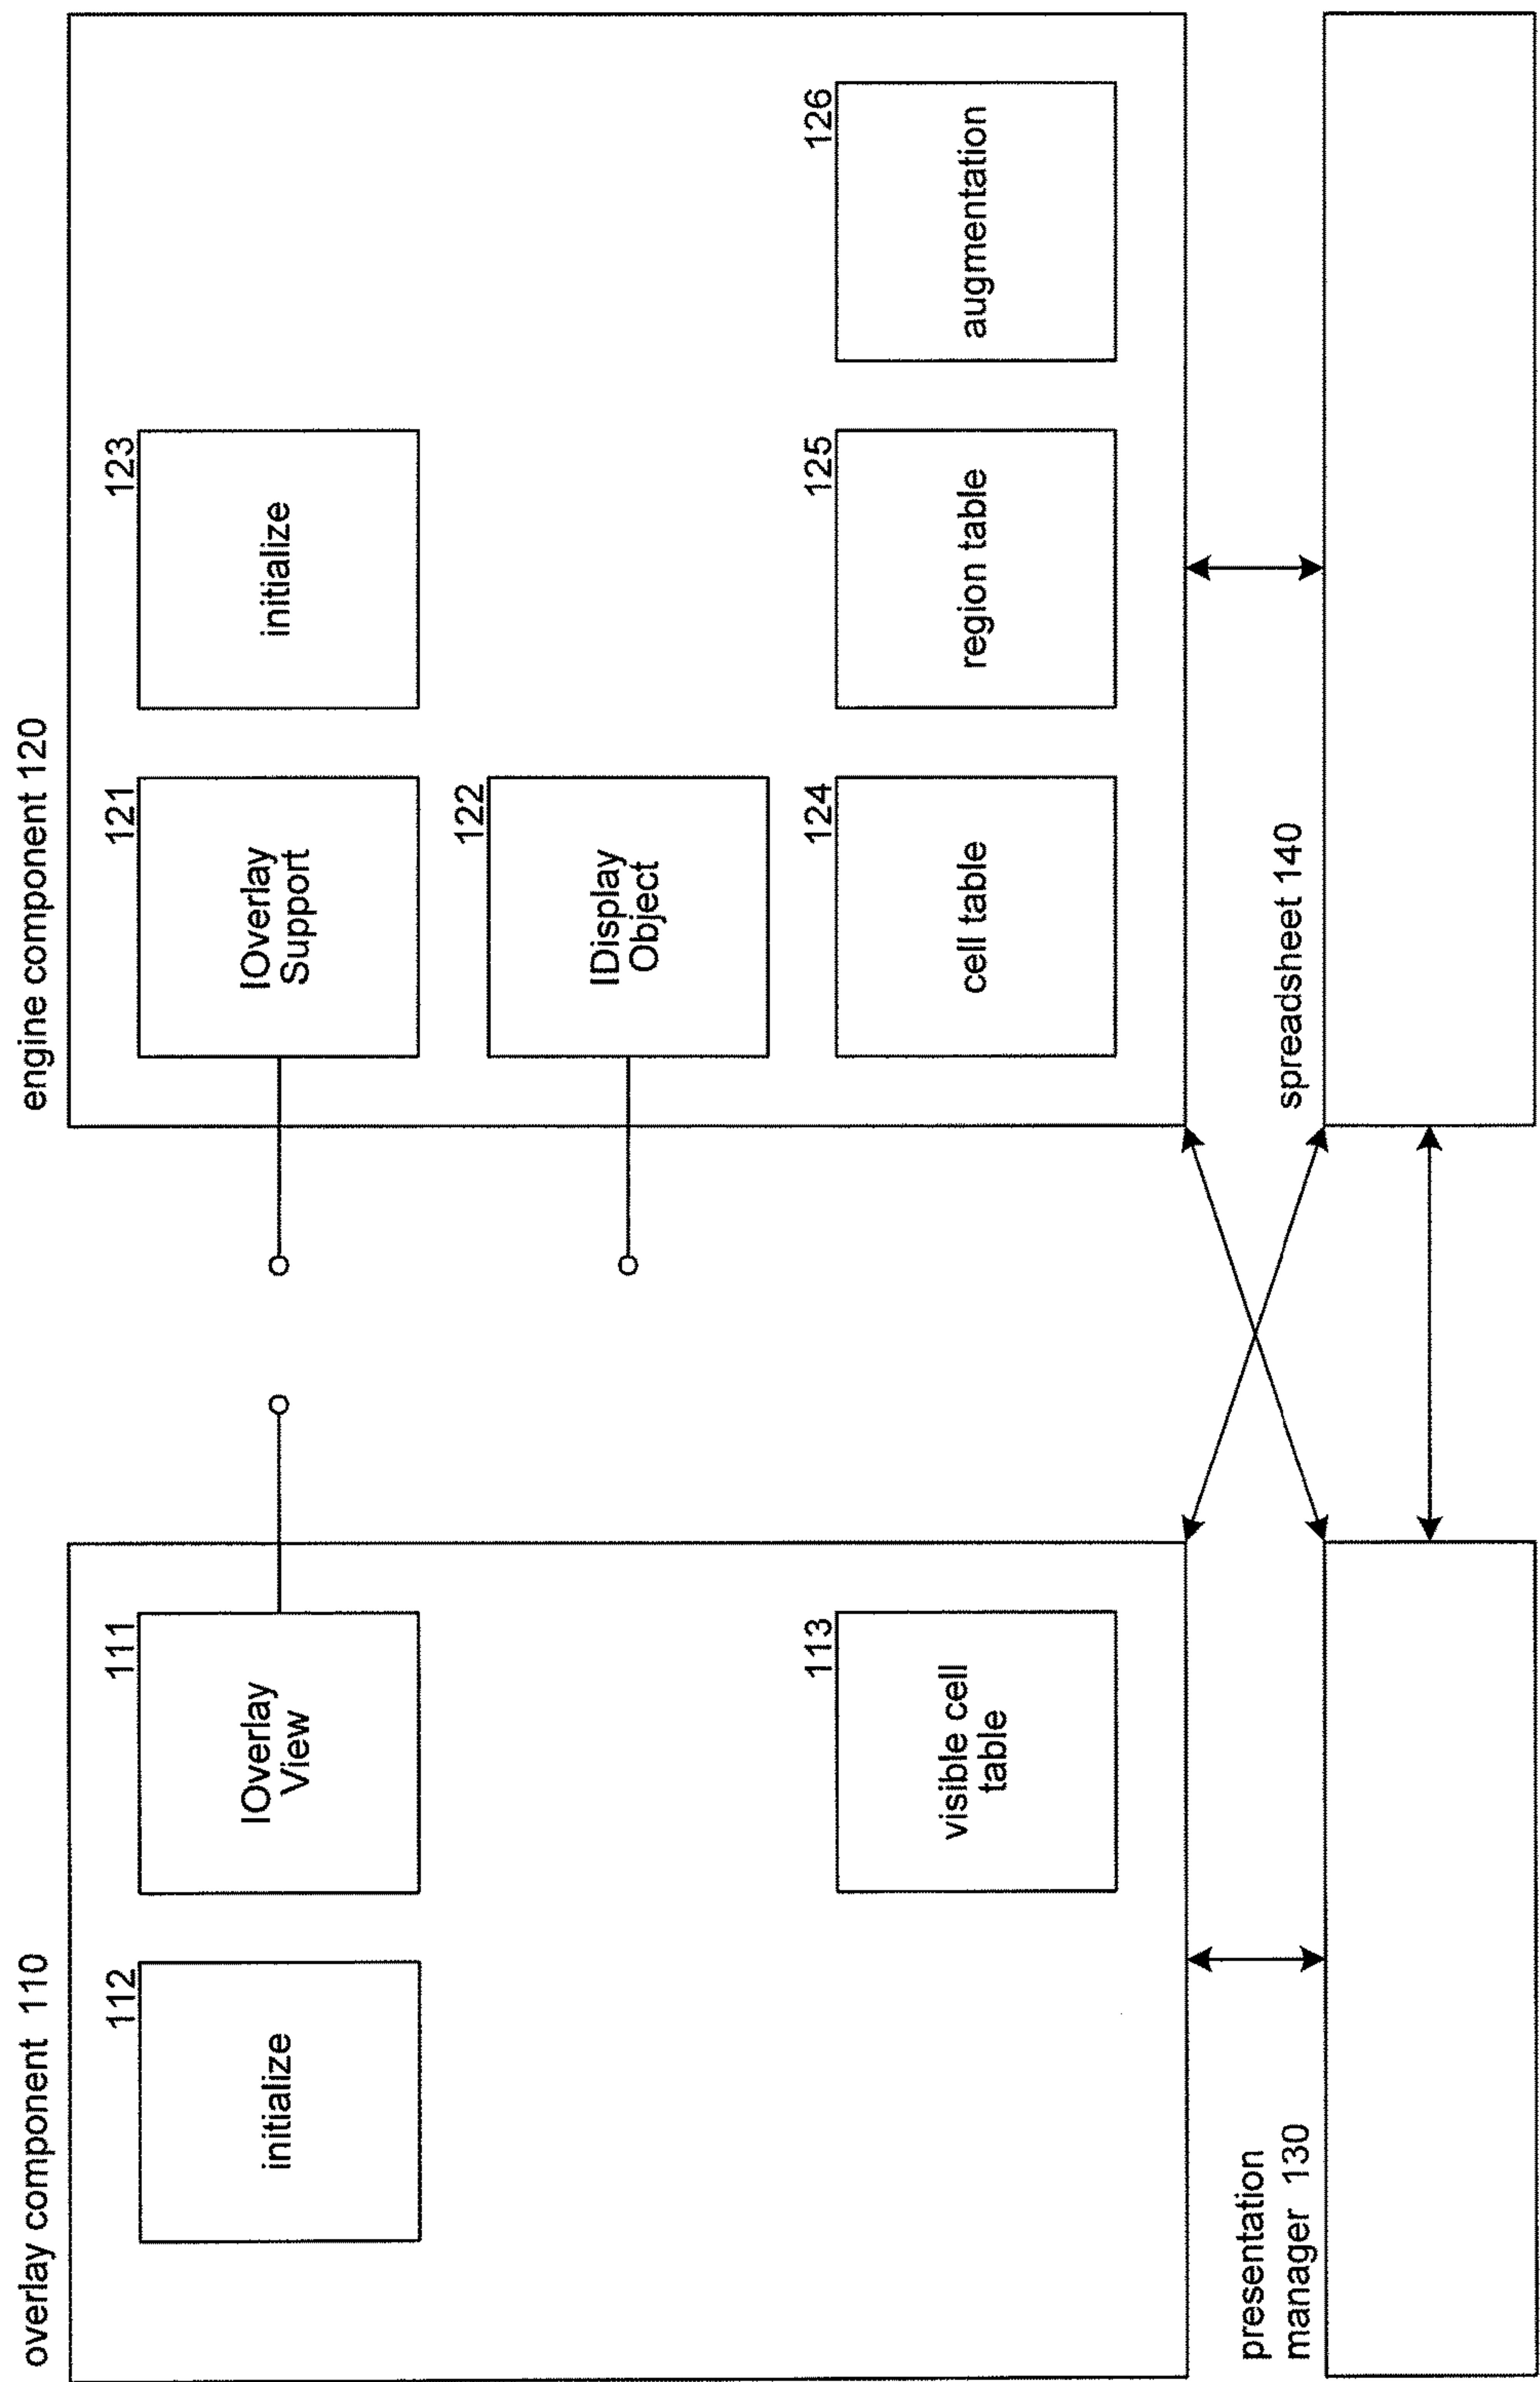 overlay component 110
112
initialize
111
IOverlay
View
113
visible cell
table
engine component 120
121
IOverlay
Support
123
initialize
122
IDisplay
Object
124
cell table
125
region table
126
augmentation
presentation
manager 130
spreadsheet 140